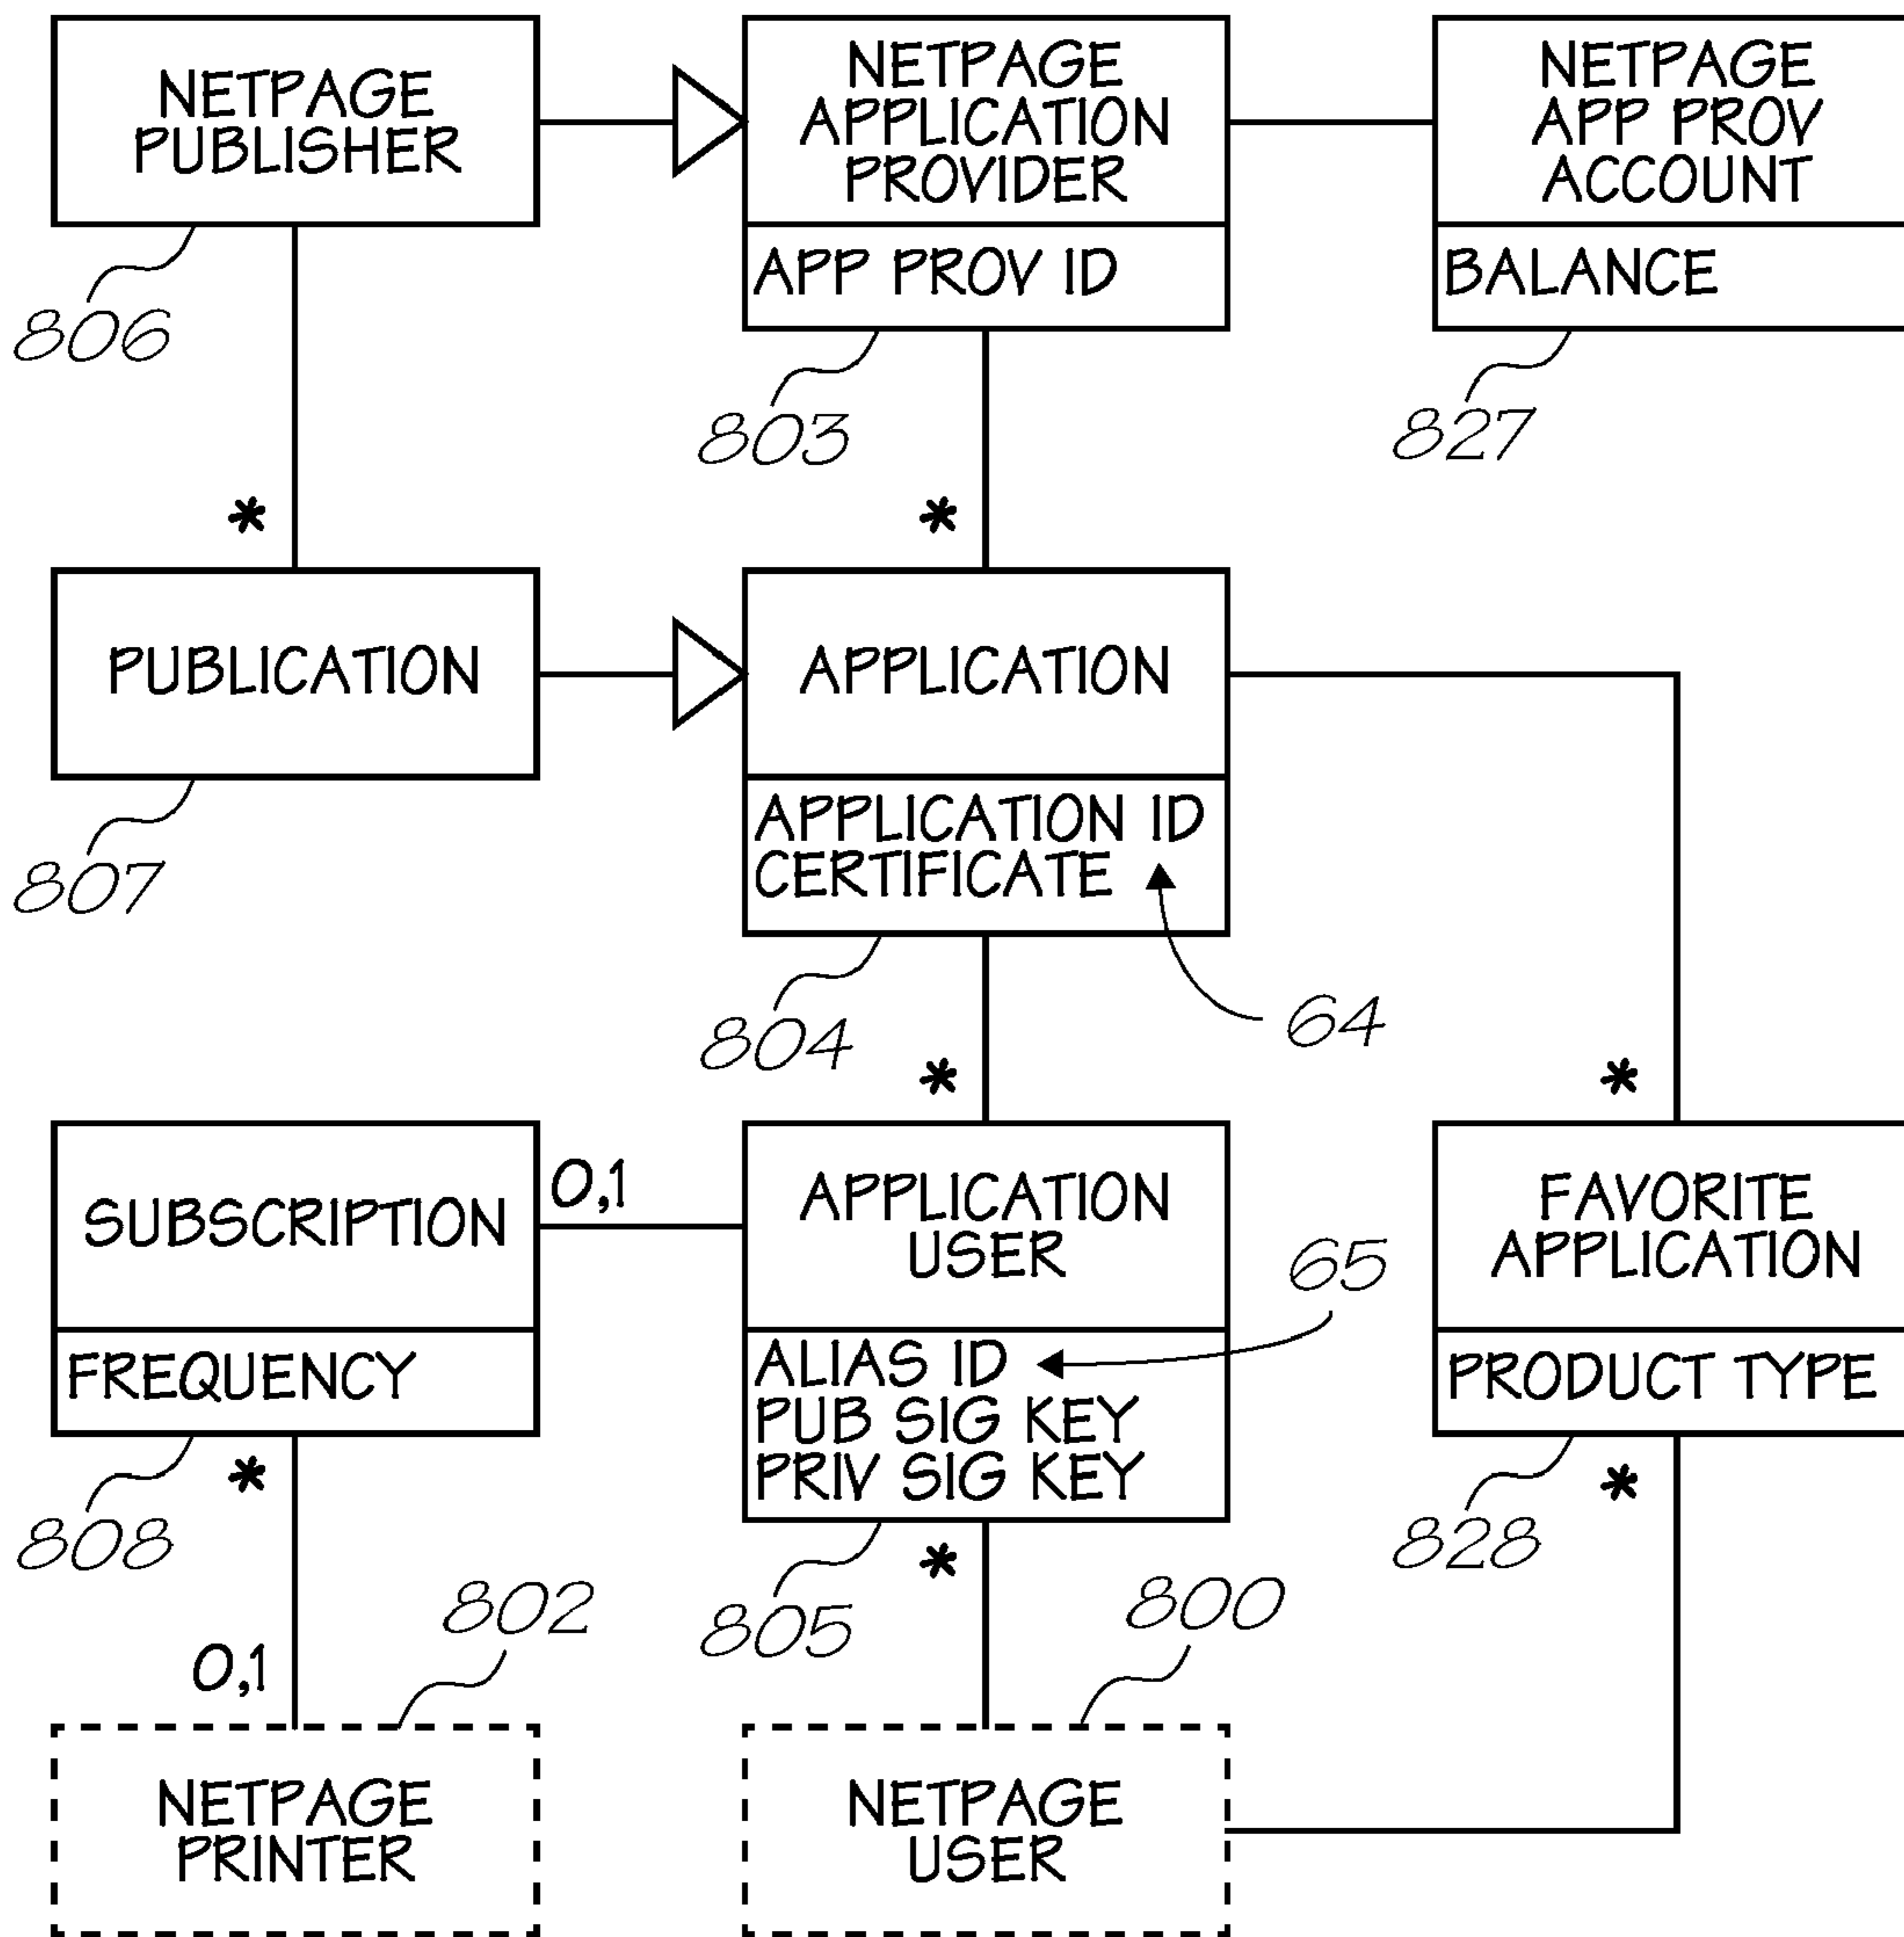 NETPAGE
PUBLISHER
806
NETPAGE
APPLICATION
PROVIDER
APP PROV ID
803
NETPAGE
APP PROV
ACCOUNT
BALANCE
827
*
*
PUBLICATION
807
APPLICATION
APPLICATION ID
CERTIFICATE
64
804
*
*
SUBSCRIPTION
0,1
FREQUENCY
808
*
APPLICATION
USER
65
ALIAS ID
PUB SIG KEY
PRIV SIG KEY
805
*
FAVORITE
APPLICATION
PRODUCT TYPE
828
*
802
800
0,1
NETPAGE
PRINTER
NETPAGE
USER